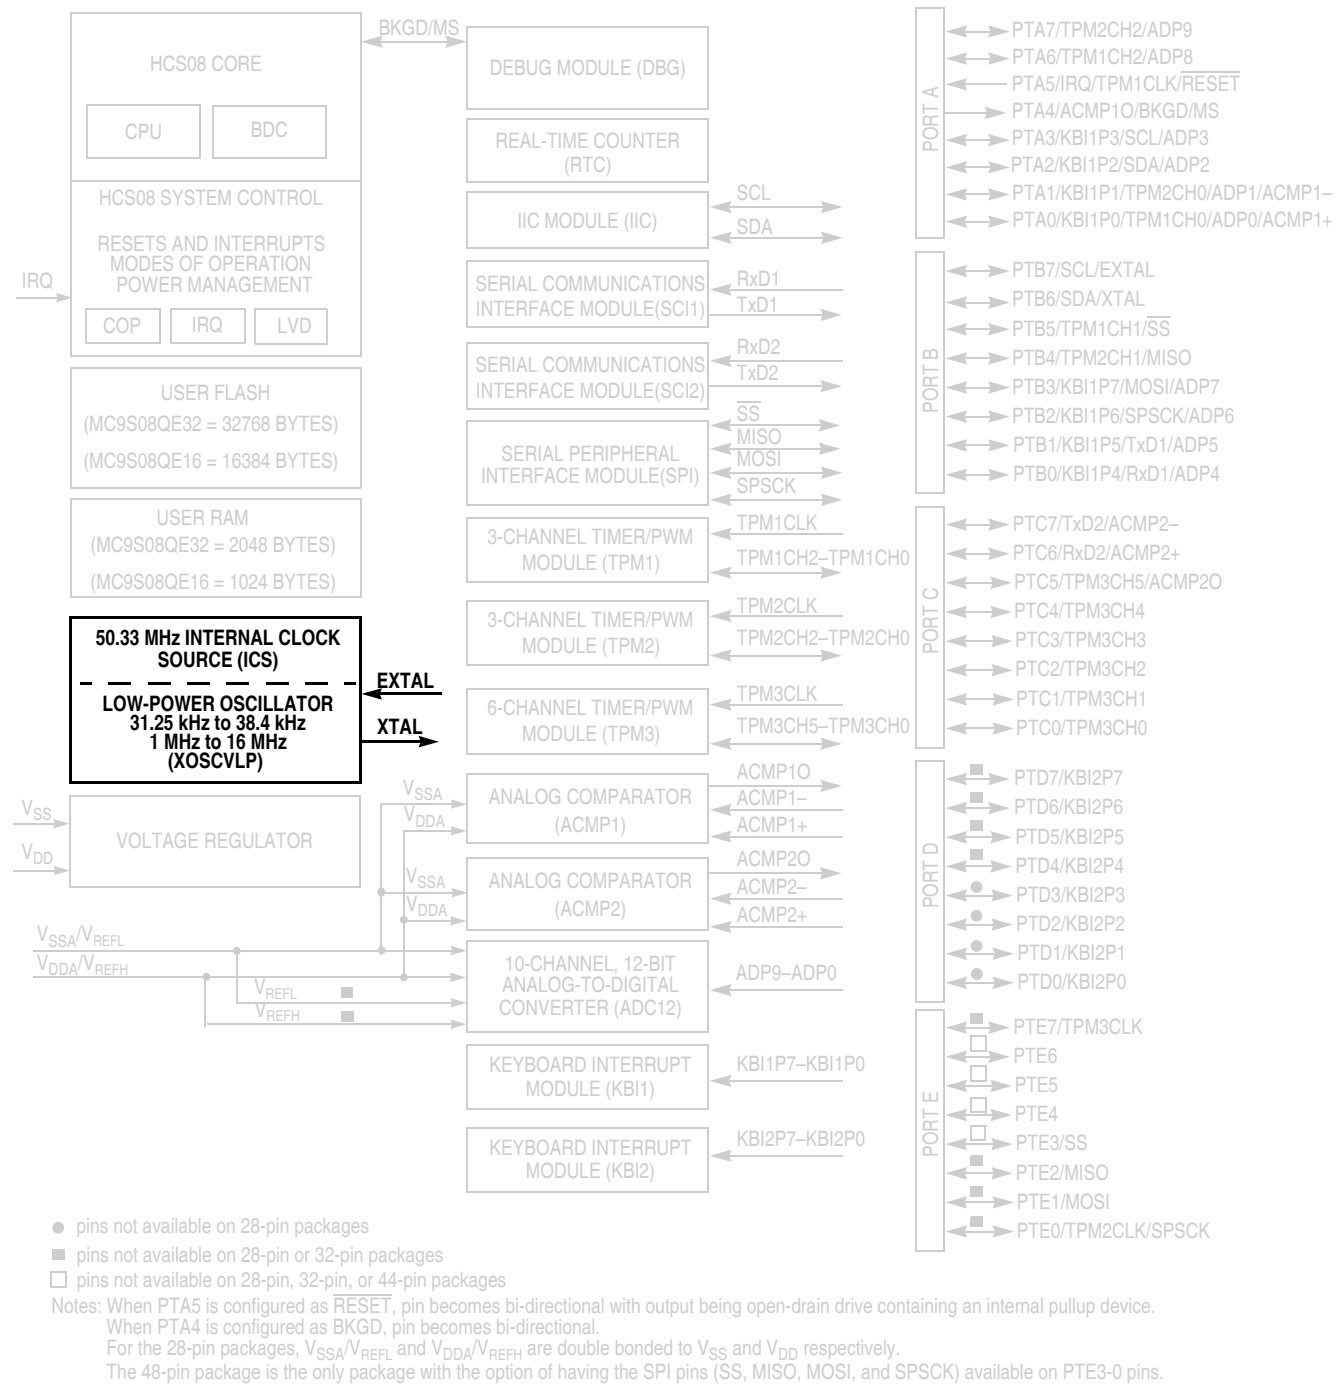 HCS08 CORE
CPU
BDC
HCS08 SYSTEM CONTROL
RESETS AND INTERRUPTS
MODES OF OPERATION
POWER MANAGEMENT
COP
IRQ
LVD
IRQ
USER FLASH
(MC9S08QE32 = 32768 BYTES)
(MC9S08QE16 = 16384 BYTES)
USER RAM
(MC9S08QE32 = 2048 BYTES)
(MC9S08QE16 = 1024 BYTES)
50.33 MHz INTERNAL CLOCK
SOURCE (ICS)
LOW-POWER OSCILLATOR
31.25 kHz to 38.4 kHz
1 MHz to 16 MHz
(XOSCVLP)
EXTAL
XTAL
VSS
VDD
VOLTAGE REGULATOR
VSSA/VREFL
VDDA/VREFH
VREFL
VREFH
VSSA
VDDA
VSSA
VDDA
BKGD/MS
DEBUG MODULE (DBG)
REAL-TIME COUNTER
(RTC)
IIC MODULE (IIC)
SCL
SDA
SERIAL COMMUNICATIONS
INTERFACE MODULE(SCI1)
RxD1
TxD1
SERIAL COMMUNICATIONS
INTERFACE MODULE(SCI2)
RxD2
TxD2
SERIAL PERIPHERAL
INTERFACE MODULE(SPI)
SS
MISO
MOSI
SPSCK
3-CHANNEL TIMER/PWM
MODULE (TPM1)
TPM1CLK
TPM1CH2–TPM1CH0
3-CHANNEL TIMER/PWM
MODULE (TPM2)
TPM2CLK
TPM2CH2–TPM2CH0
6-CHANNEL TIMER/PWM
MODULE (TPM3)
TPM3CLK
TPM3CH5–TPM3CH0
ANALOG COMPARATOR
(ACMP1)
ACMP1O
ACMP1–
ACMP1+
ANALOG COMPARATOR
(ACMP2)
ACMP2O
ACMP2–
ACMP2+
10-CHANNEL, 12-BIT
ANALOG-TO-DIGITAL
CONVERTER (ADC12)
ADP9–ADP0
KEYBOARD INTERRUPT
MODULE (KBI1)
KBI1P7–KBI1P0
KEYBOARD INTERRUPT
MODULE (KBI2)
KBI2P7–KBI2P0
PORT A
PTA7/TPM2CH2/ADP9
PTA6/TPM1CH2/ADP8
PTA5/IRQ/TPM1CLK/RESET
PTA4/ACMP1O/BKGD/MS
PTA3/KBI1P3/SCL/ADP3
PTA2/KBI1P2/SDA/ADP2
PTA1/KBI1P1/TPM2CH0/ADP1/ACMP1–
PTA0/KBI1P0/TPM1CH0/ADP0/ACMP1+
PORT B
PTB7/SCL/EXTAL
PTB6/SDA/XTAL
PTB5/TPM1CH1/SS
PTB4/TPM2CH1/MISO
PTB3/KBI1P7/MOSI/ADP7
PTB2/KBI1P6/SPSCK/ADP6
PTB1/KBI1P5/TxD1/ADP5
PTB0/KBI1P4/RxD1/ADP4
PORT C
PTC7/TxD2/ACMP2–
PTC6/RxD2/ACMP2+
PTC5/TPM3CH5/ACMP2O
PTC4/TPM3CH4
PTC3/TPM3CH3
PTC2/TPM3CH2
PTC1/TPM3CH1
PTC0/TPM3CH0
PORT D
PTD7/KBI2P7
PTD6/KBI2P6
PTD5/KBI2P5
PTD4/KBI2P4
PTD3/KBI2P3
PTD2/KBI2P2
PTD1/KBI2P1
PTD0/KBI2P0
PORT E
PTE7/TPM3CLK
PTE6
PTE5
PTE4
PTE3/SS
PTE2/MISO
PTE1/MOSI
PTE0/TPM2CLK/SPSCK
pins not available on 28-pin packages
pins not available on 28-pin or 32-pin packages
pins not available on 28-pin, 32-pin, or 44-pin packages
Notes: When PTA5 is configured as RESET, pin becomes bi-directional with output being open-drain drive containing an internal pullup device.
When PTA4 is configured as BKGD, pin becomes bi-directional.
For the 28-pin packages, VSSA/VREFL and VDDA/VREFH are double bonded to VSS and VDD respectively.
The 48-pin package is the only package with the option of having the SPI pins (SS, MISO, MOSI, and SPSCK) available on PTE3-0 pins.